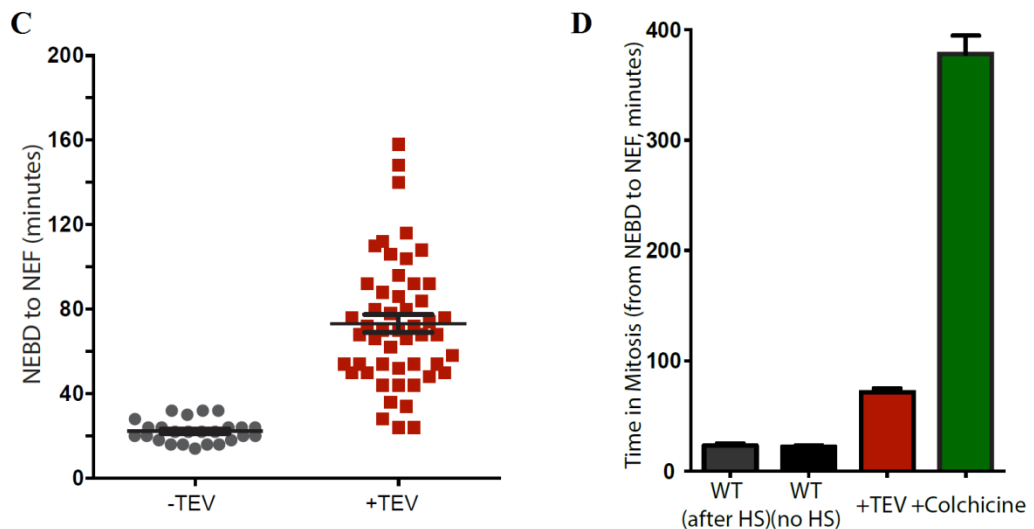 C
200
160
120
80
40
0
NEBD to NEF (minutes)
-TEV
+TEV
D
400
300
200
100
0
Time in Mitosis (from NEBD to NEF, minutes)
WT
(after HS)
WT
(no HS)
+TEV
+Colchicine